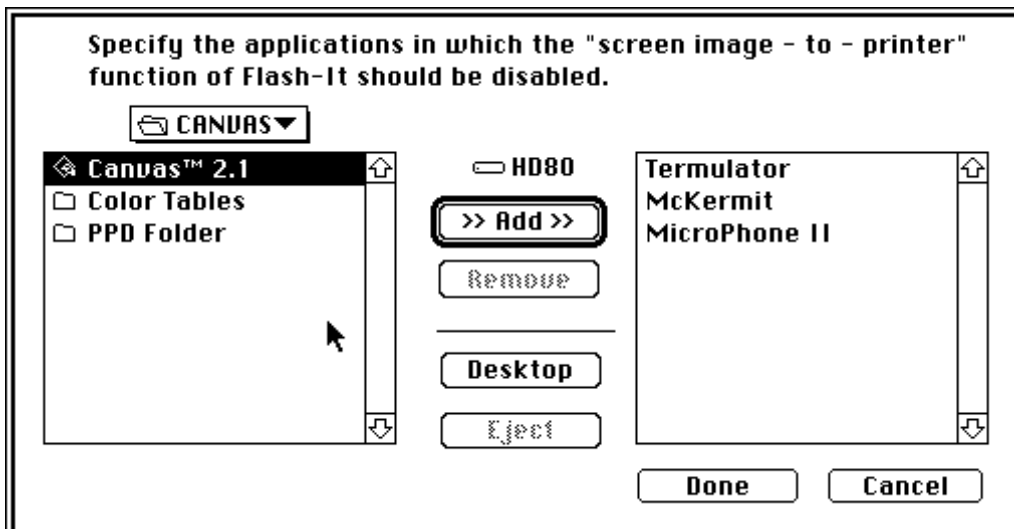 Specify the applications in which the "screen image - to - printer"
function of Flash-It should be disabled.
CANVAS
Canvas™ 2.1
Color Tables
PPD Folder
HD80
>> Add >>
Remove
Desktop
Eject
Termulator
McKermit
MicroPhone II
Done
Cancel